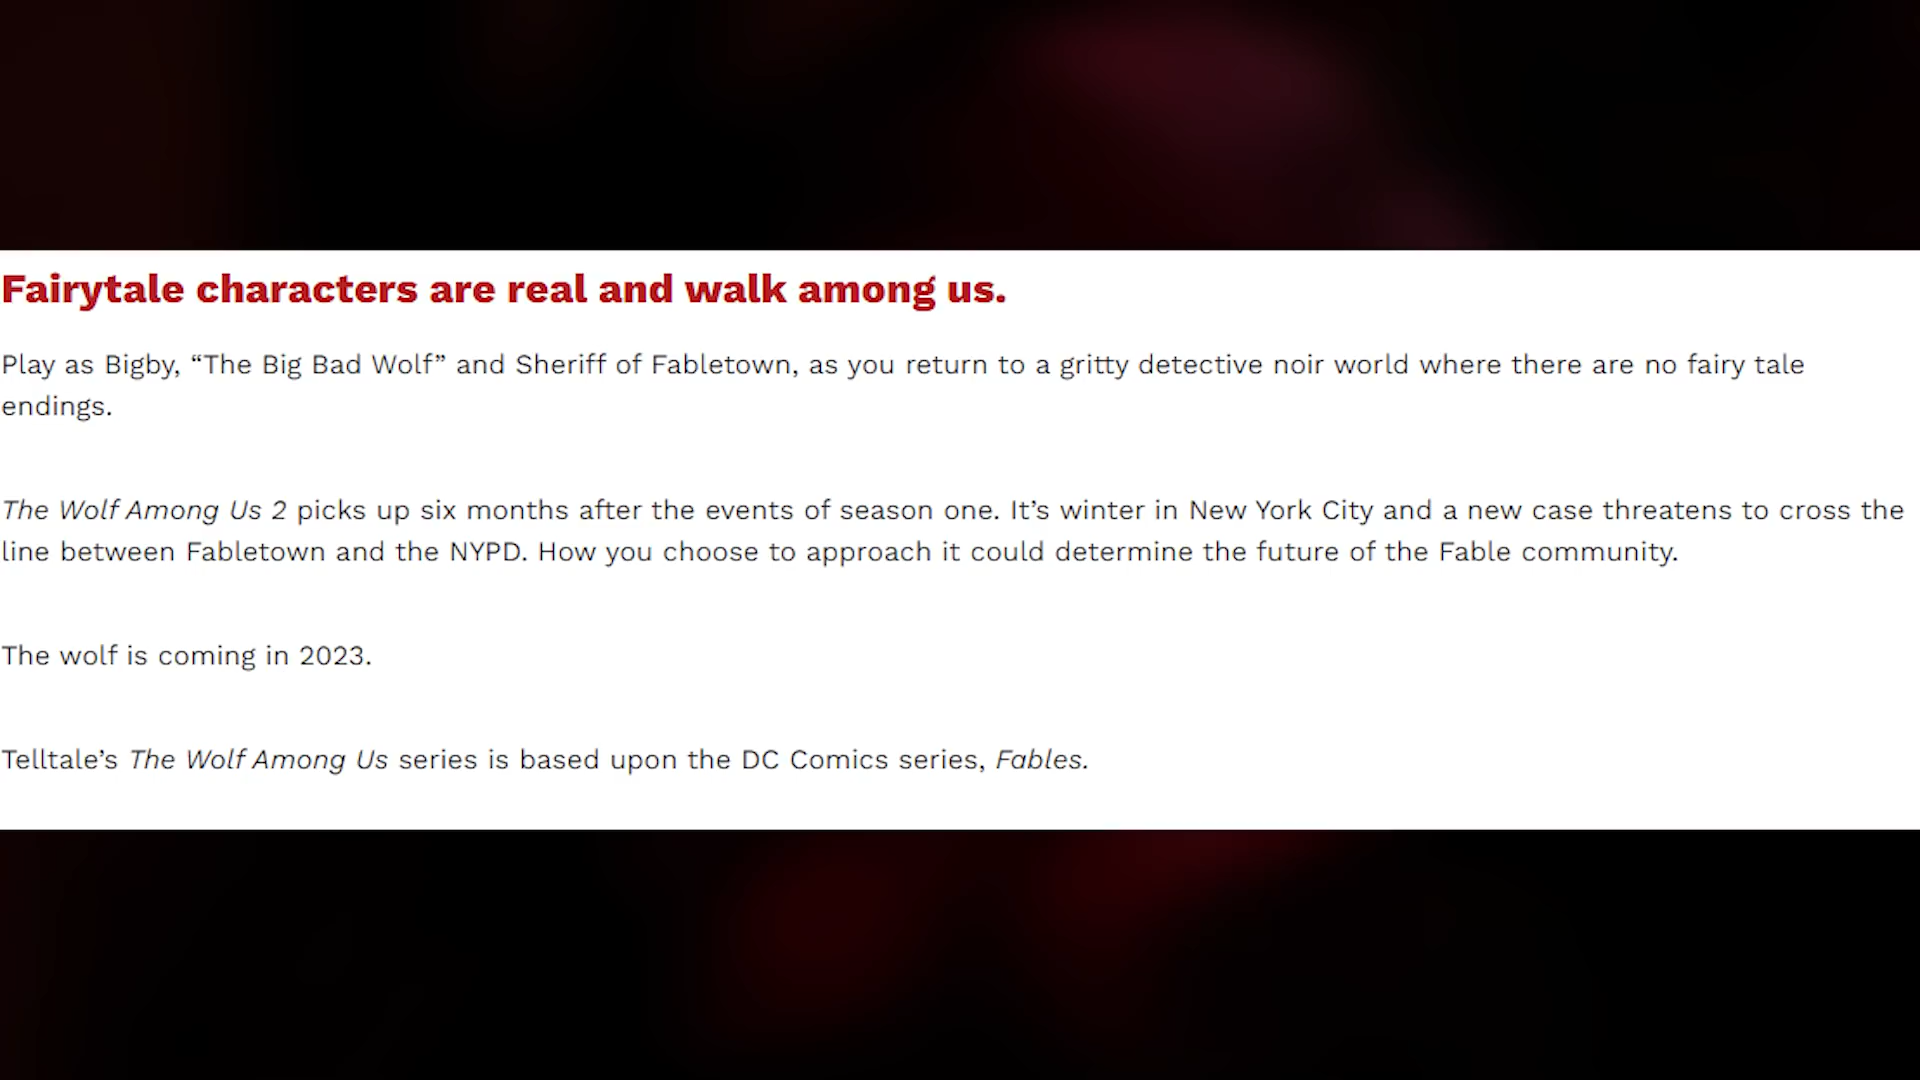 Fairytale characters are real and walk among us.
Play as Bigby, “The Big Bad Wolf” and Sheriff of Fabletown, as you return to a gritty detective noir world where there are no fairy tale
endings.
The Wolf Among Us 2 picks up six months after the events of season one. It’s winter in New York City and a new case threatens to cross the
line between Fabletown and the NYPD. How you choose to approach it could determine the future of the Fable community.
The wolf is coming in 2023.
Telltale’s The Wolf Among Us series is based upon the DC Comics series, Fables.